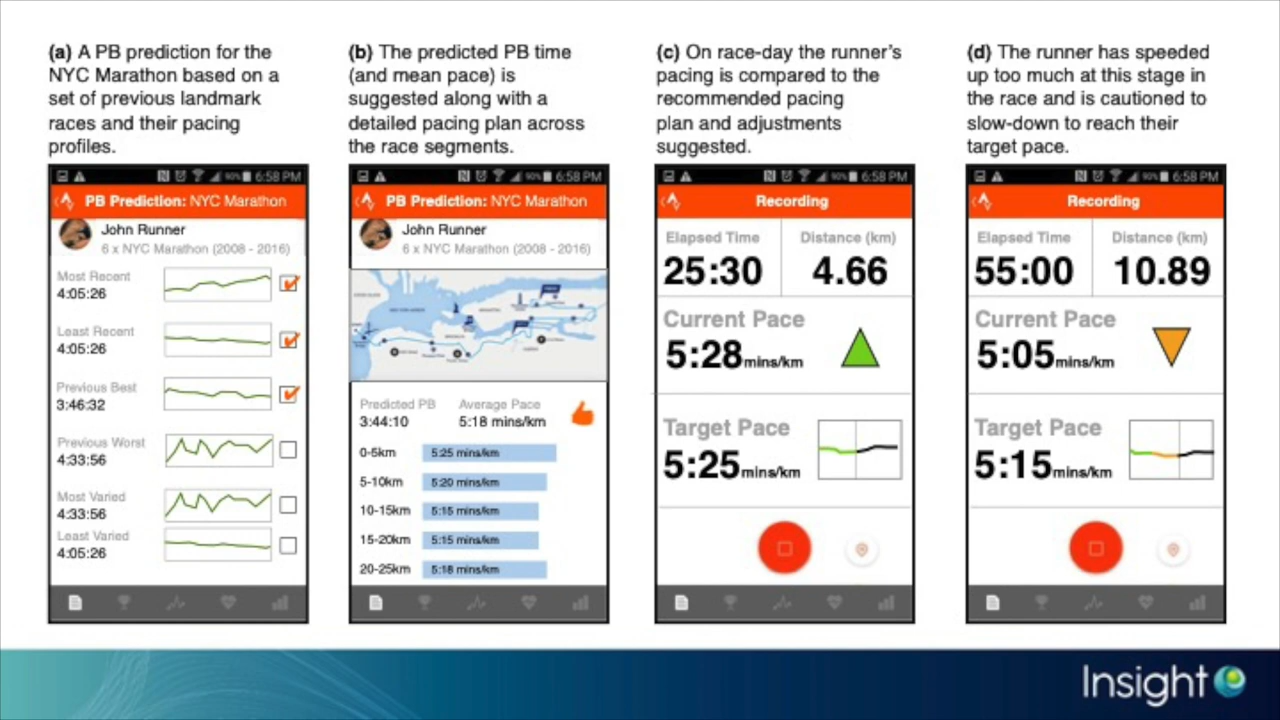 (a) A PB prediction for the
NYC Marathon based on a
set of previous landmark
races and their pacing
profiles.
(b) The predicted PB time
(and mean pace) is
suggested along with a
detailed pacing plan across
the race segments.
(c) On race-day the runner's
pacing is compared to the
recommended pacing
plan and adjustments
suggested.
(d) The runner has speeded
up too much at this stage in
the race and is cautioned to
slow-down to reach their
target pace.
90% 6:58 PM
PB Prediction: NYC Marathon
John Runner
6 x NYC Marathon (2008 - 2016)
Most Recent
4:05:26
Least Recent
4:05:26
Previous Best
3:46:32
Previous Worst
4:33:56
Most Varied
4:33:56
Least Varied
4:05:26
90% 6:58 PM
PB Prediction: NYC Marathon
John Runner
6 x NYC Marathon (2008 - 2016)
Predicted PB
3:44:10
Average Pace
5:18 mins/km
0-5km 5:25 mins/km
5-10km 5:20 mins/km
10-15km 5:15 mins/km
15-20km 5:15 mins/km
20-25km 5:18 mins/km
90% 6:58 PM
Recording
Elapsed Time
25:30
Distance (km)
4.66
Current Pace
5:28mins/km
Target Pace
5:25mins/km
90% 6:58 PM
Recording
Elapsed Time
55:00
Distance (km)
10.89
Current Pace
5:05mins/km
Target Pace
5:15mins/km
Insight